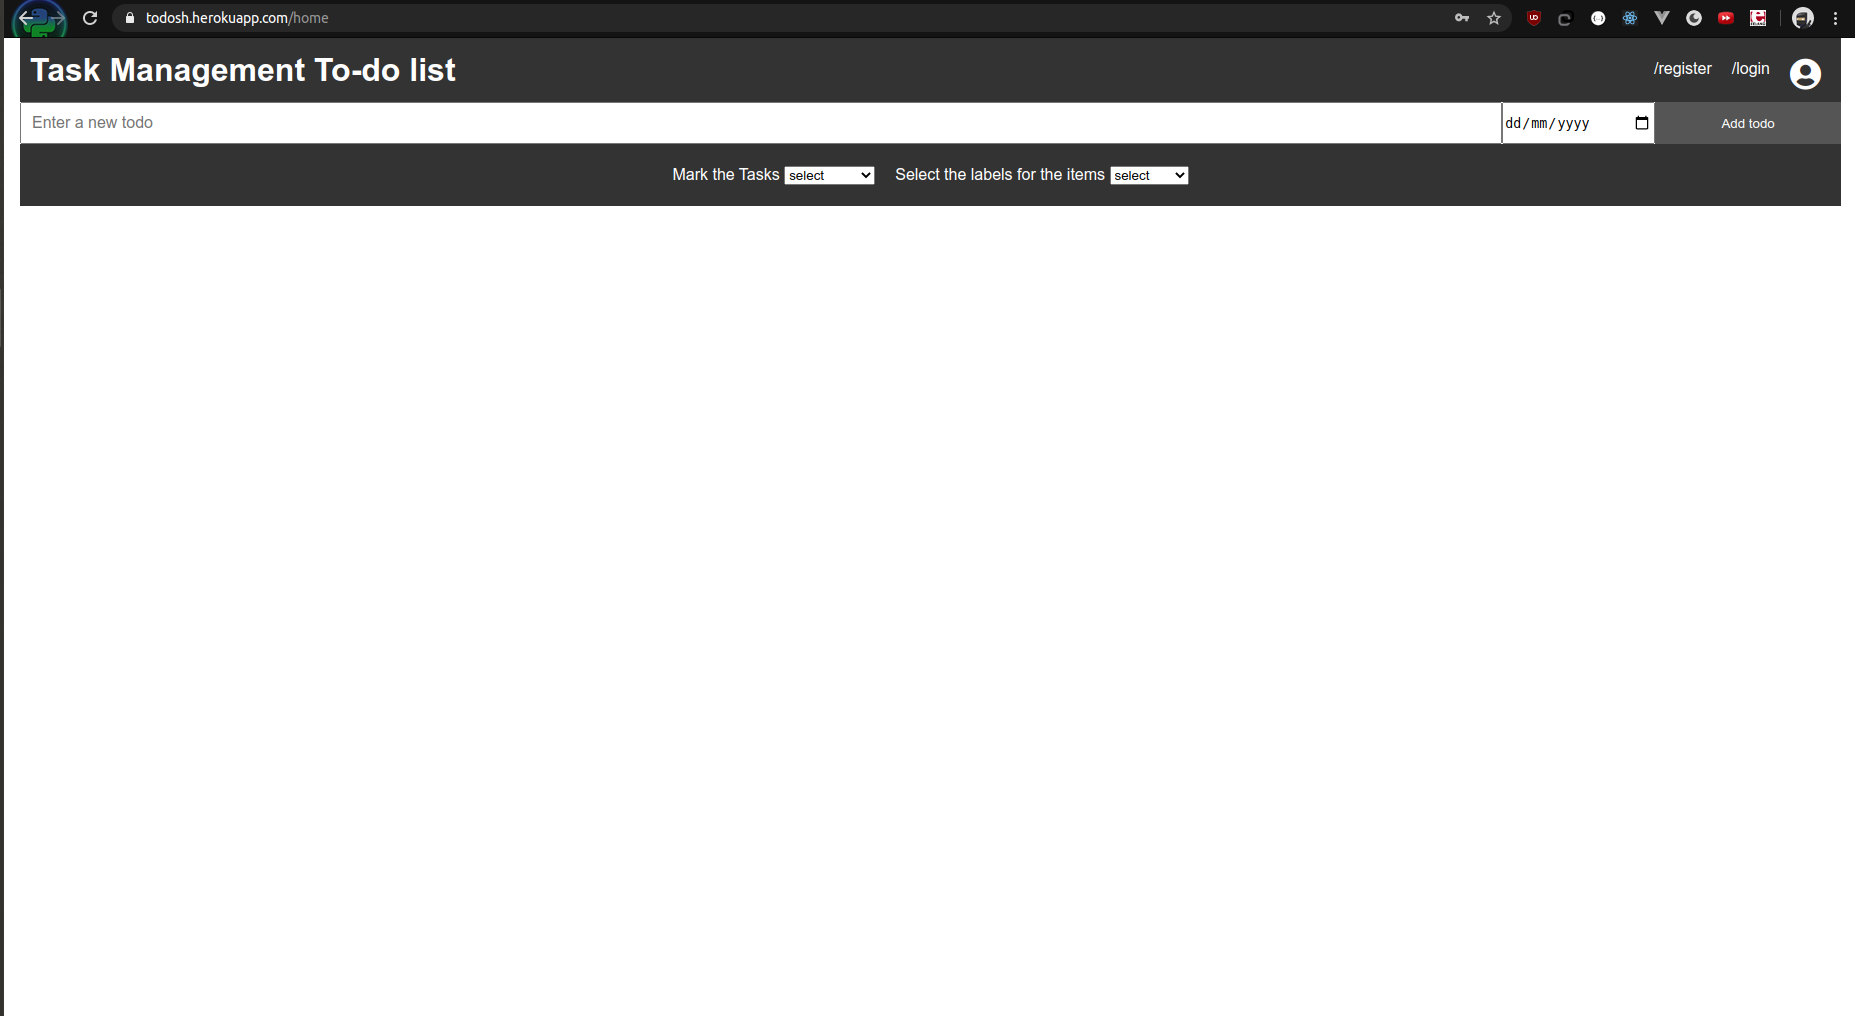 todosh.herokuapp.com/home
Task Management To-do list
/register /login
Enter a new todo dd/mm/yyyy Add todo
Mark the Tasks select Select the labels for the items select